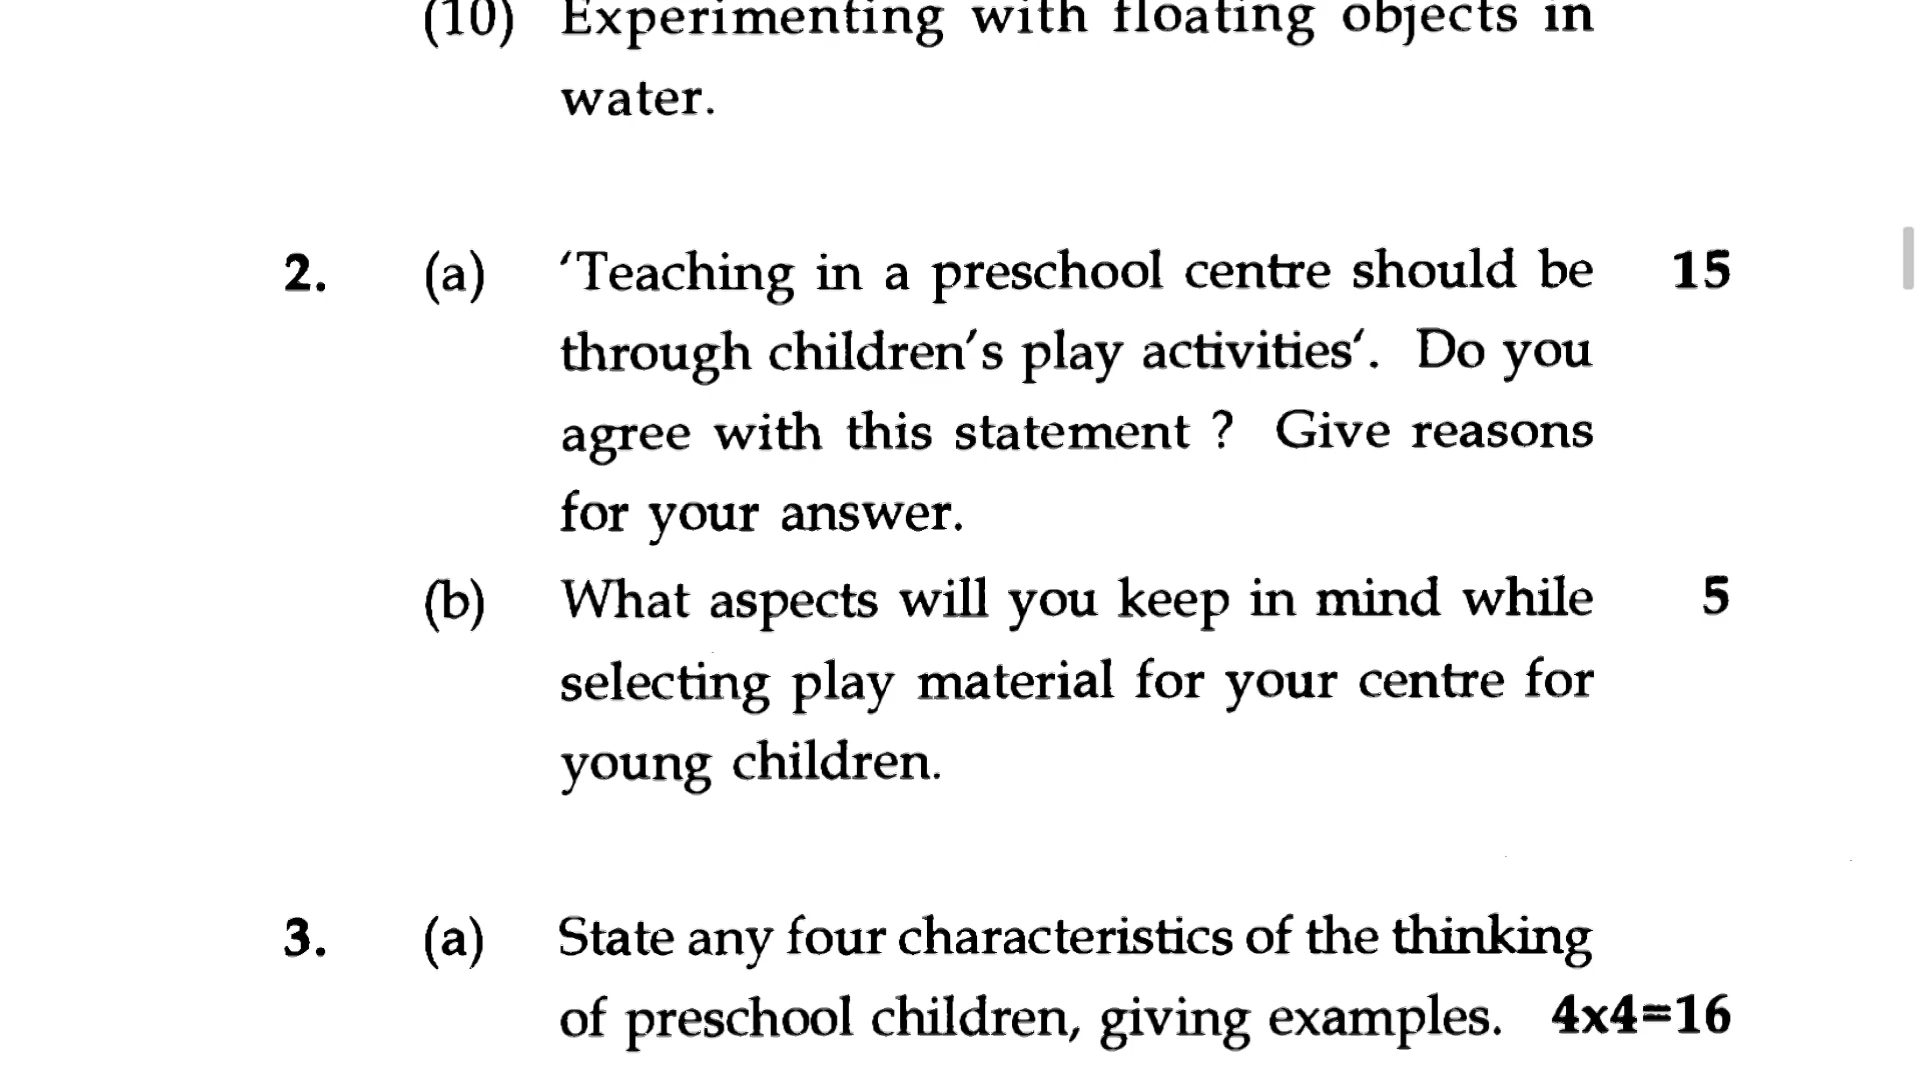 (10) Experimenting with floating objects in
water.
2. (a) ‘Teaching in a preschool centre should be 15
through children’s play activities‘. Do you
agree with this statement ? Give reasons
for your answer.
(b) What aspects will you keep in mind while 5
selecting play material for your centre for
young children.
3. (a) State any four characteristics of the thinking
of preschool children, giving examples. 4x4=16